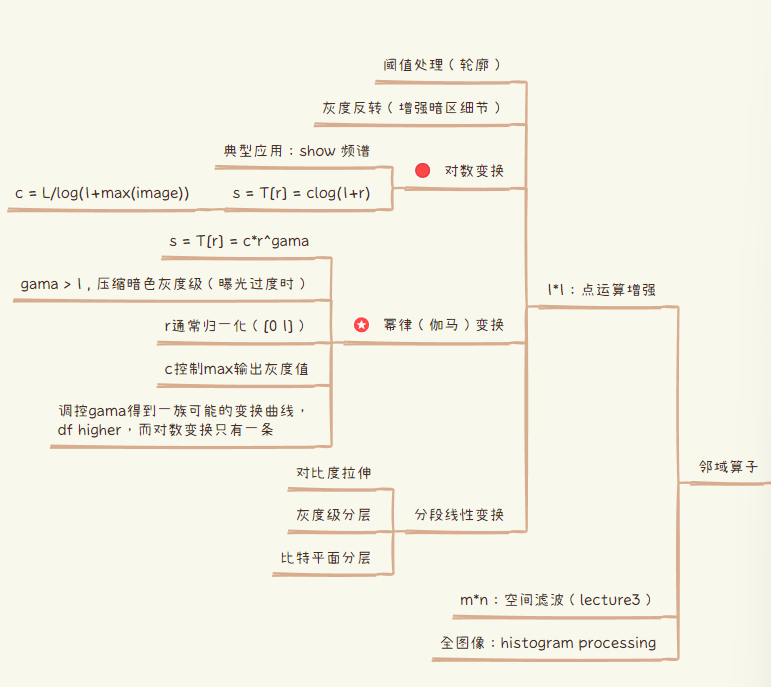 阈值处理（轮廓）
灰度反转（增强暗区细节）
典型应用：show 频谱
对数变换
c = L/log(1+max(image))
s = T(r) = clog(1+r)
s = T(r) = c*r^gama
gama > 1，压缩暗色灰度级（曝光过度时）
1*1：点运算增强
r通常归一化（[0 1]）
幂律（伽马）变换
c控制max输出灰度值
调控gama得到一族可能的变换曲线，
df higher，而对数变换只有一条
邻域算子
对比度拉伸
灰度级分层
分段线性变换
比特平面分层
m*n：空间滤波（lecture3）
全图像：histogram processing